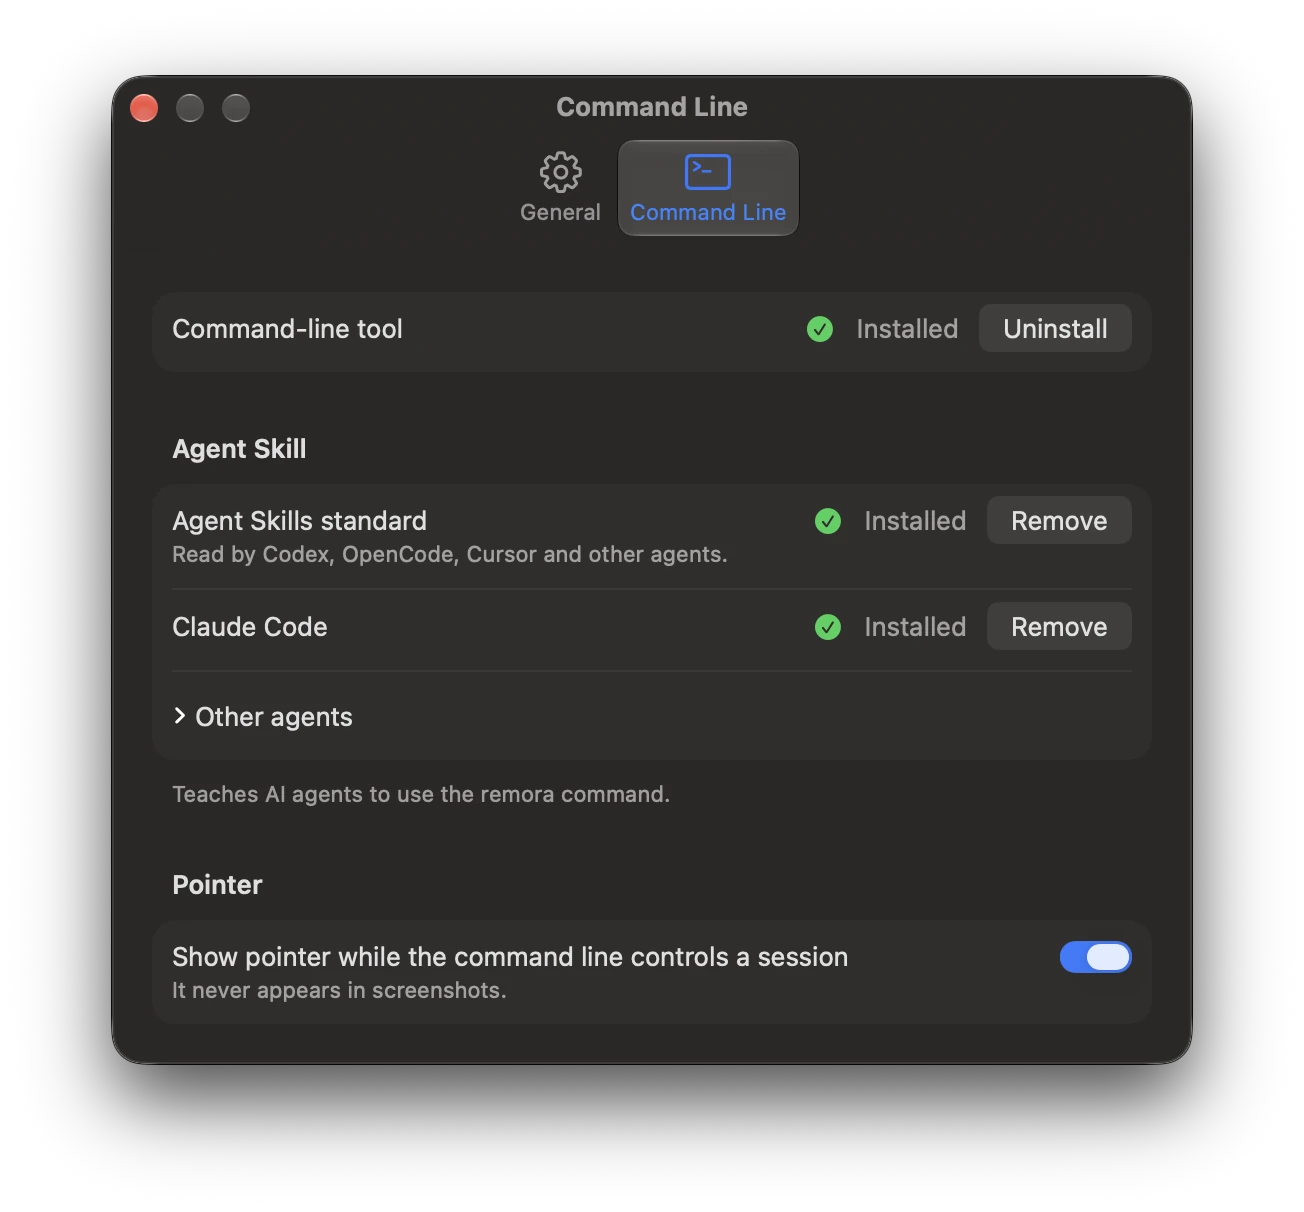 Command Line
General
Command Line
Command-line tool
Installed
Uninstall
Agent Skill
Agent Skills standard
Installed
Remove
Read by Codex, OpenCode, Cursor and other agents.
Claude Code
Installed
Remove
Other agents
Teaches AI agents to use the remora command.
Pointer
Show pointer while the command line controls a session
It never appears in screenshots.